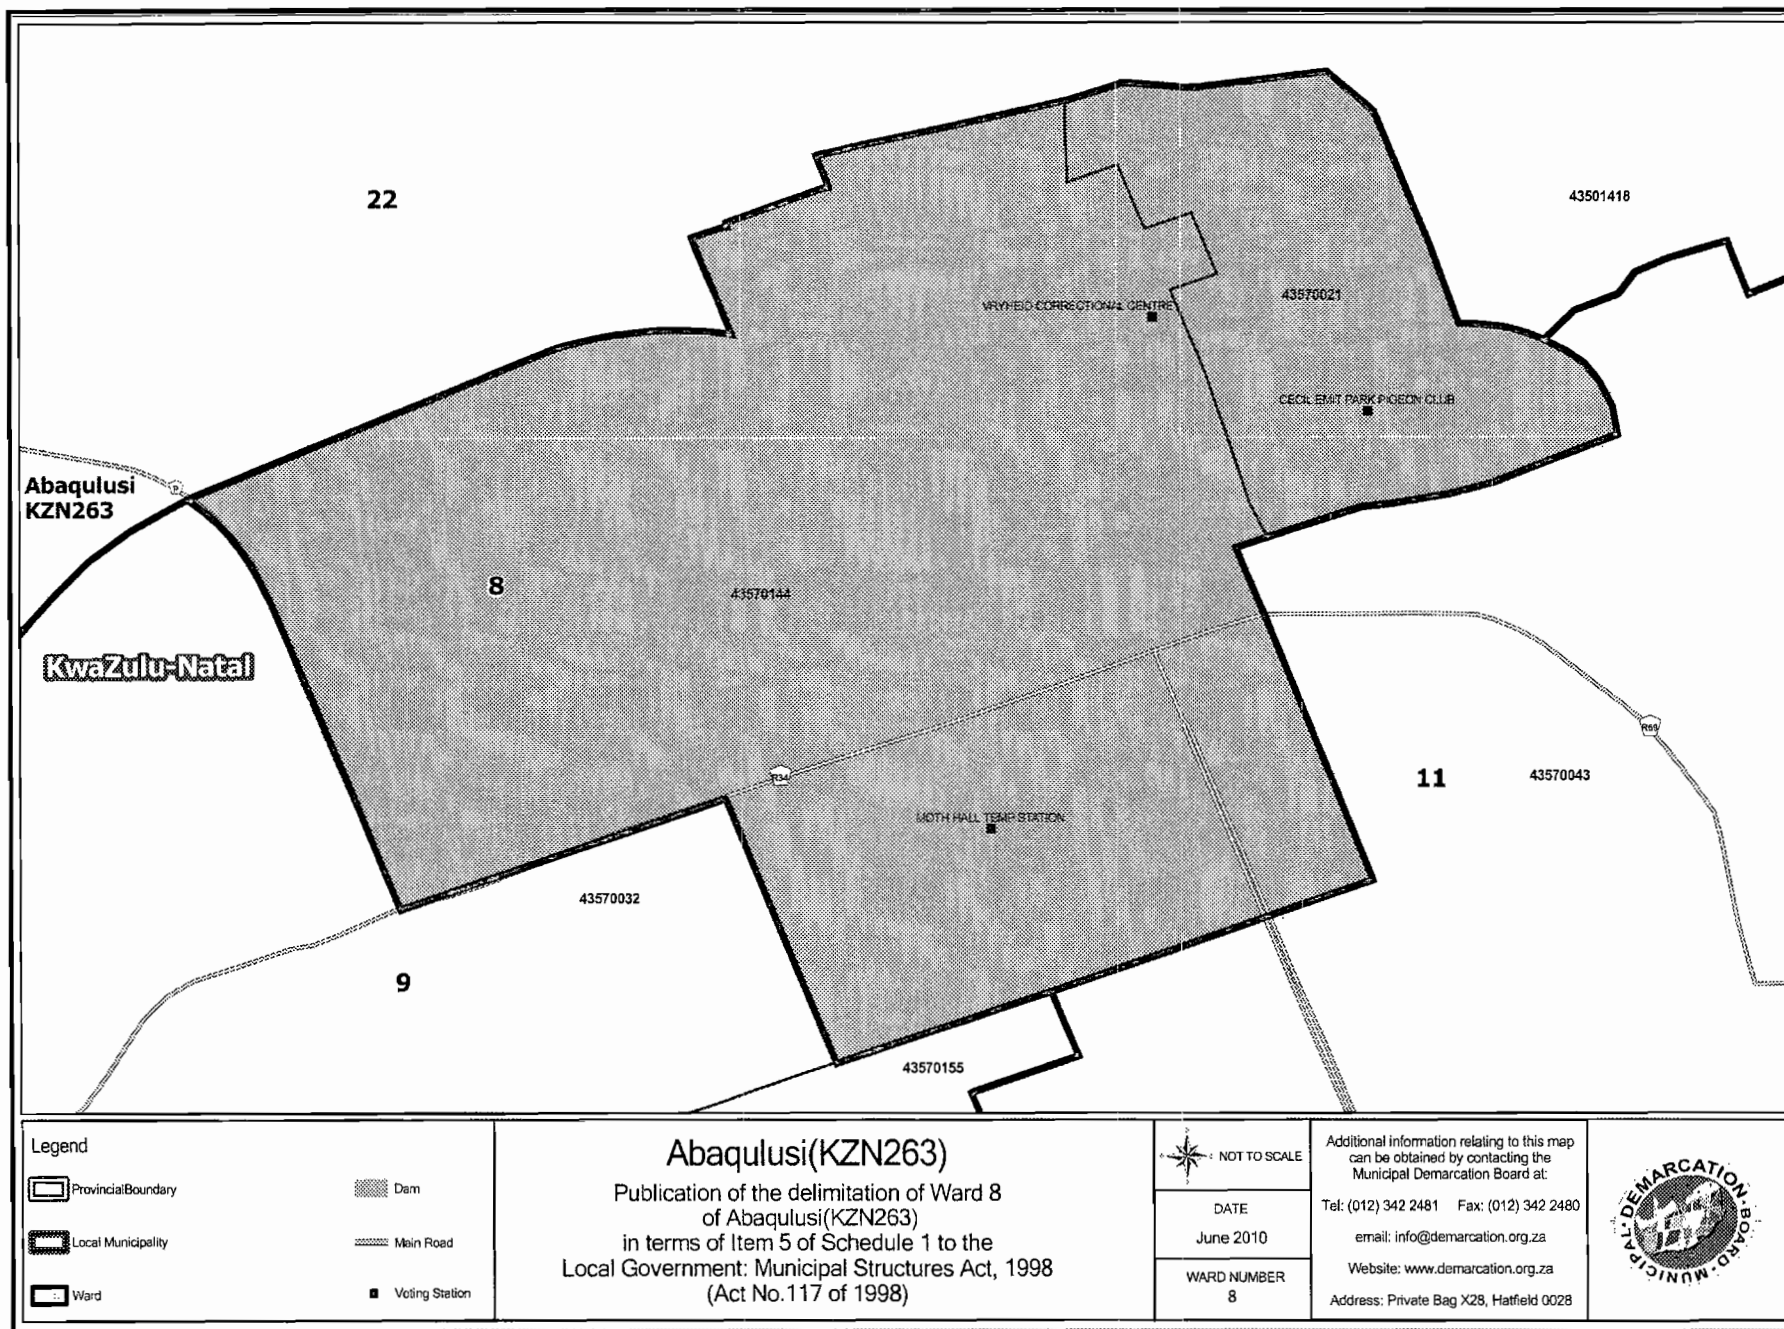 22
43501418
VRYHEID CORRECTIONAL CENTRE
43570021
CECIL EMIT PARK PIGEON CLUB
Abaqulusi
KZN263
8
43570144
KwaZulu-Natal
R69
R34
11
43570043
MOTH HALL TEMP STATION
43570032
9
43570155
Legend
ProvincialBoundary
Dam
Local Municipality
Main Road
Ward
Voting Station
Abaqulusi(KZN263)
Publication of the delimitation of Ward 8
of Abaqulusi(KZN263)
in terms of Item 5 of Schedule 1 to the
Local Government: Municipal Structures Act, 1998
(Act No.117 of 1998)
NOT TO SCALE
DATE
June 2010
WARD NUMBER
8
Additional information relating to this map
can be obtained by contacting the
Municipal Demarcation Board at:
Tel: (012) 342 2481 Fax: (012) 342 2480
email: info@demarcation.org.za
Website: www.demarcation.org.za
Address: Private Bag X28, Hatfield 0028
MUNICIPAL DEMARCATION BOARD